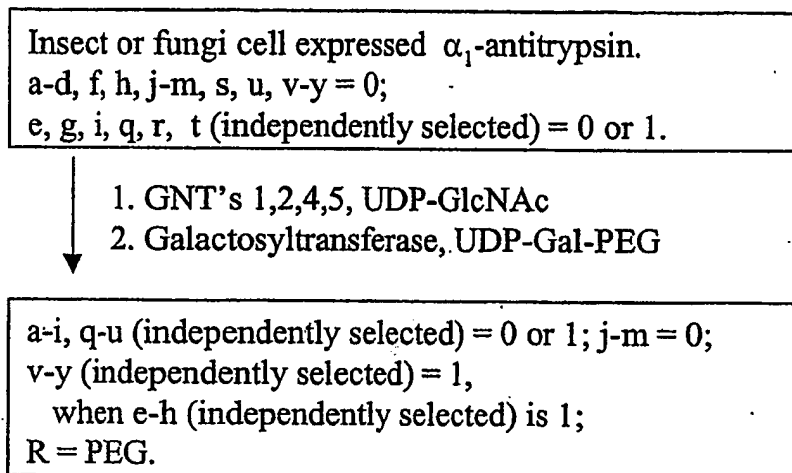 Insect or fungi cell expressed α₁-antitrypsin.
a-d, f, h, j-m, s, u, v-y = 0;
e, g, i, q, r, t (independently selected) = 0 or 1.
1. GNT's 1,2,4,5, UDP-GlcNAc
2. Galactosyltransferase, UDP-Gal-PEG
a-i, q-u (independently selected) = 0 or 1; j-m = 0;
v-y (independently selected) = 1,
when e-h (independently selected) is 1;
R = PEG.